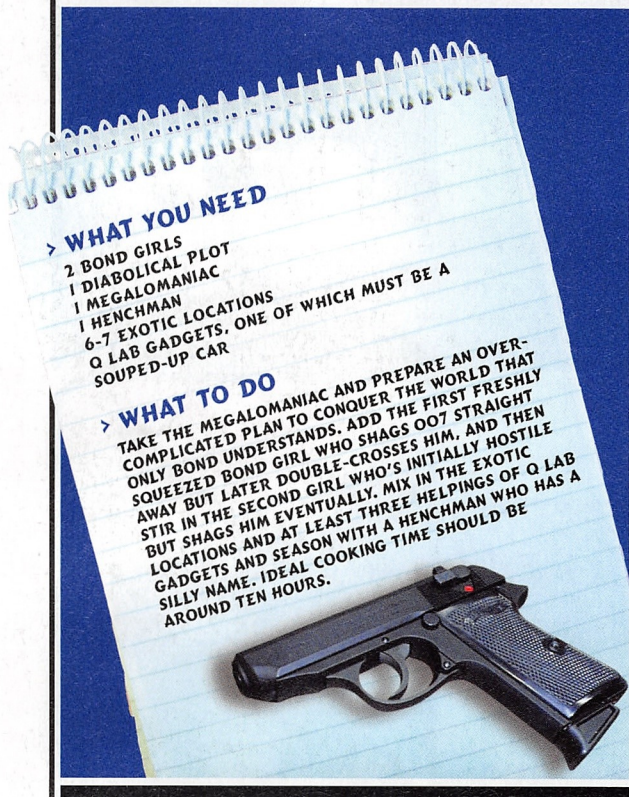 > WHAT YOU NEED
2 BOND GIRLS
1 DIABOLICAL PLOT
1 MEGALOMANIAC
1 HENCHMAN
6-7 EXOTIC LOCATIONS
Q LAB GADGETS, ONE OF WHICH MUST BE A
SOUPED-UP CAR
> WHAT TO DO
TAKE THE MEGALOMANIAC AND PREPARE AN OVER-
COMPLICATED PLAN TO CONQUER THE WORLD THAT
ONLY BOND UNDERSTANDS. ADD THE FIRST FRESHLY
SQUEEZED BOND GIRL WHO SHAGS 007 STRAIGHT
AWAY BUT LATER DOUBLE-CROSSES HIM, AND THEN
STIR IN THE SECOND GIRL WHO'S INITIALLY HOSTILE
BUT SHAGS HIM EVENTUALLY. MIX IN THE EXOTIC
LOCATIONS AND AT LEAST THREE HELPINGS OF Q LAB
GADGETS AND SEASON WITH A HENCHMAN WHO HAS A
SILLY NAME. IDEAL COOKING TIME SHOULD BE
AROUND TEN HOURS.